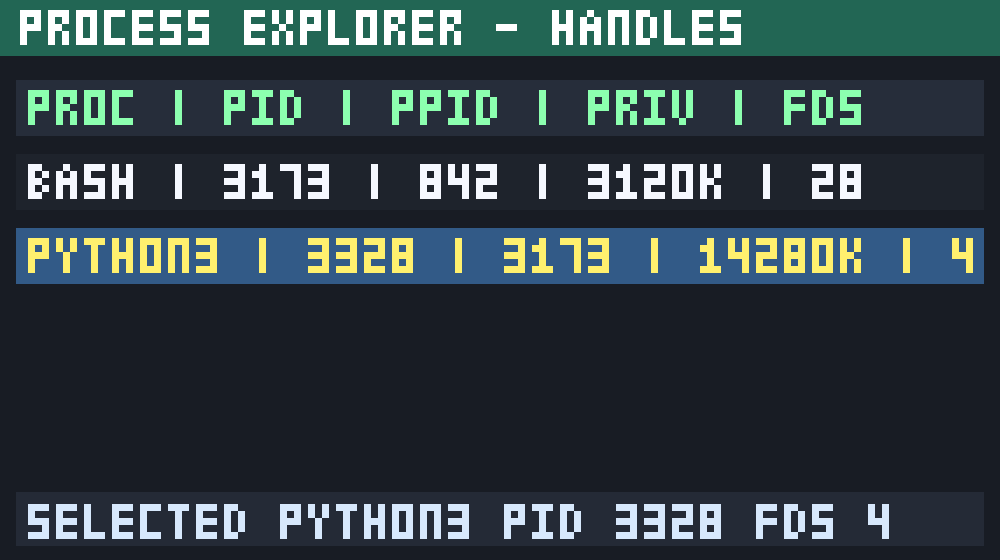 PROCESS EXPLORER - HANDLES
PROC | PID | PPID | PRIV | FDS
BASH | 3173 | 842 | 3120K | 28
PYTHON3 | 3328 | 3173 | 14280K | 4
SELECTED PYTHON3 PID 3328 FDS 4